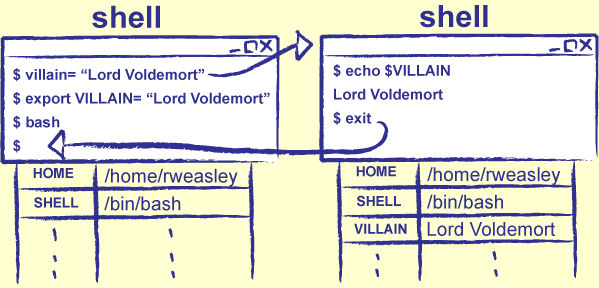 shell
$ villain= “Lord Voldemort”
$ export VILLAIN= “Lord Voldemort”
$ bash
$
HOME /home/rweasley
SHELL /bin/bash
shell
$ echo $VILLAIN
Lord Voldemort
$ exit
HOME /home/rweasley
SHELL /bin/bash
VILLAIN Lord Voldemort